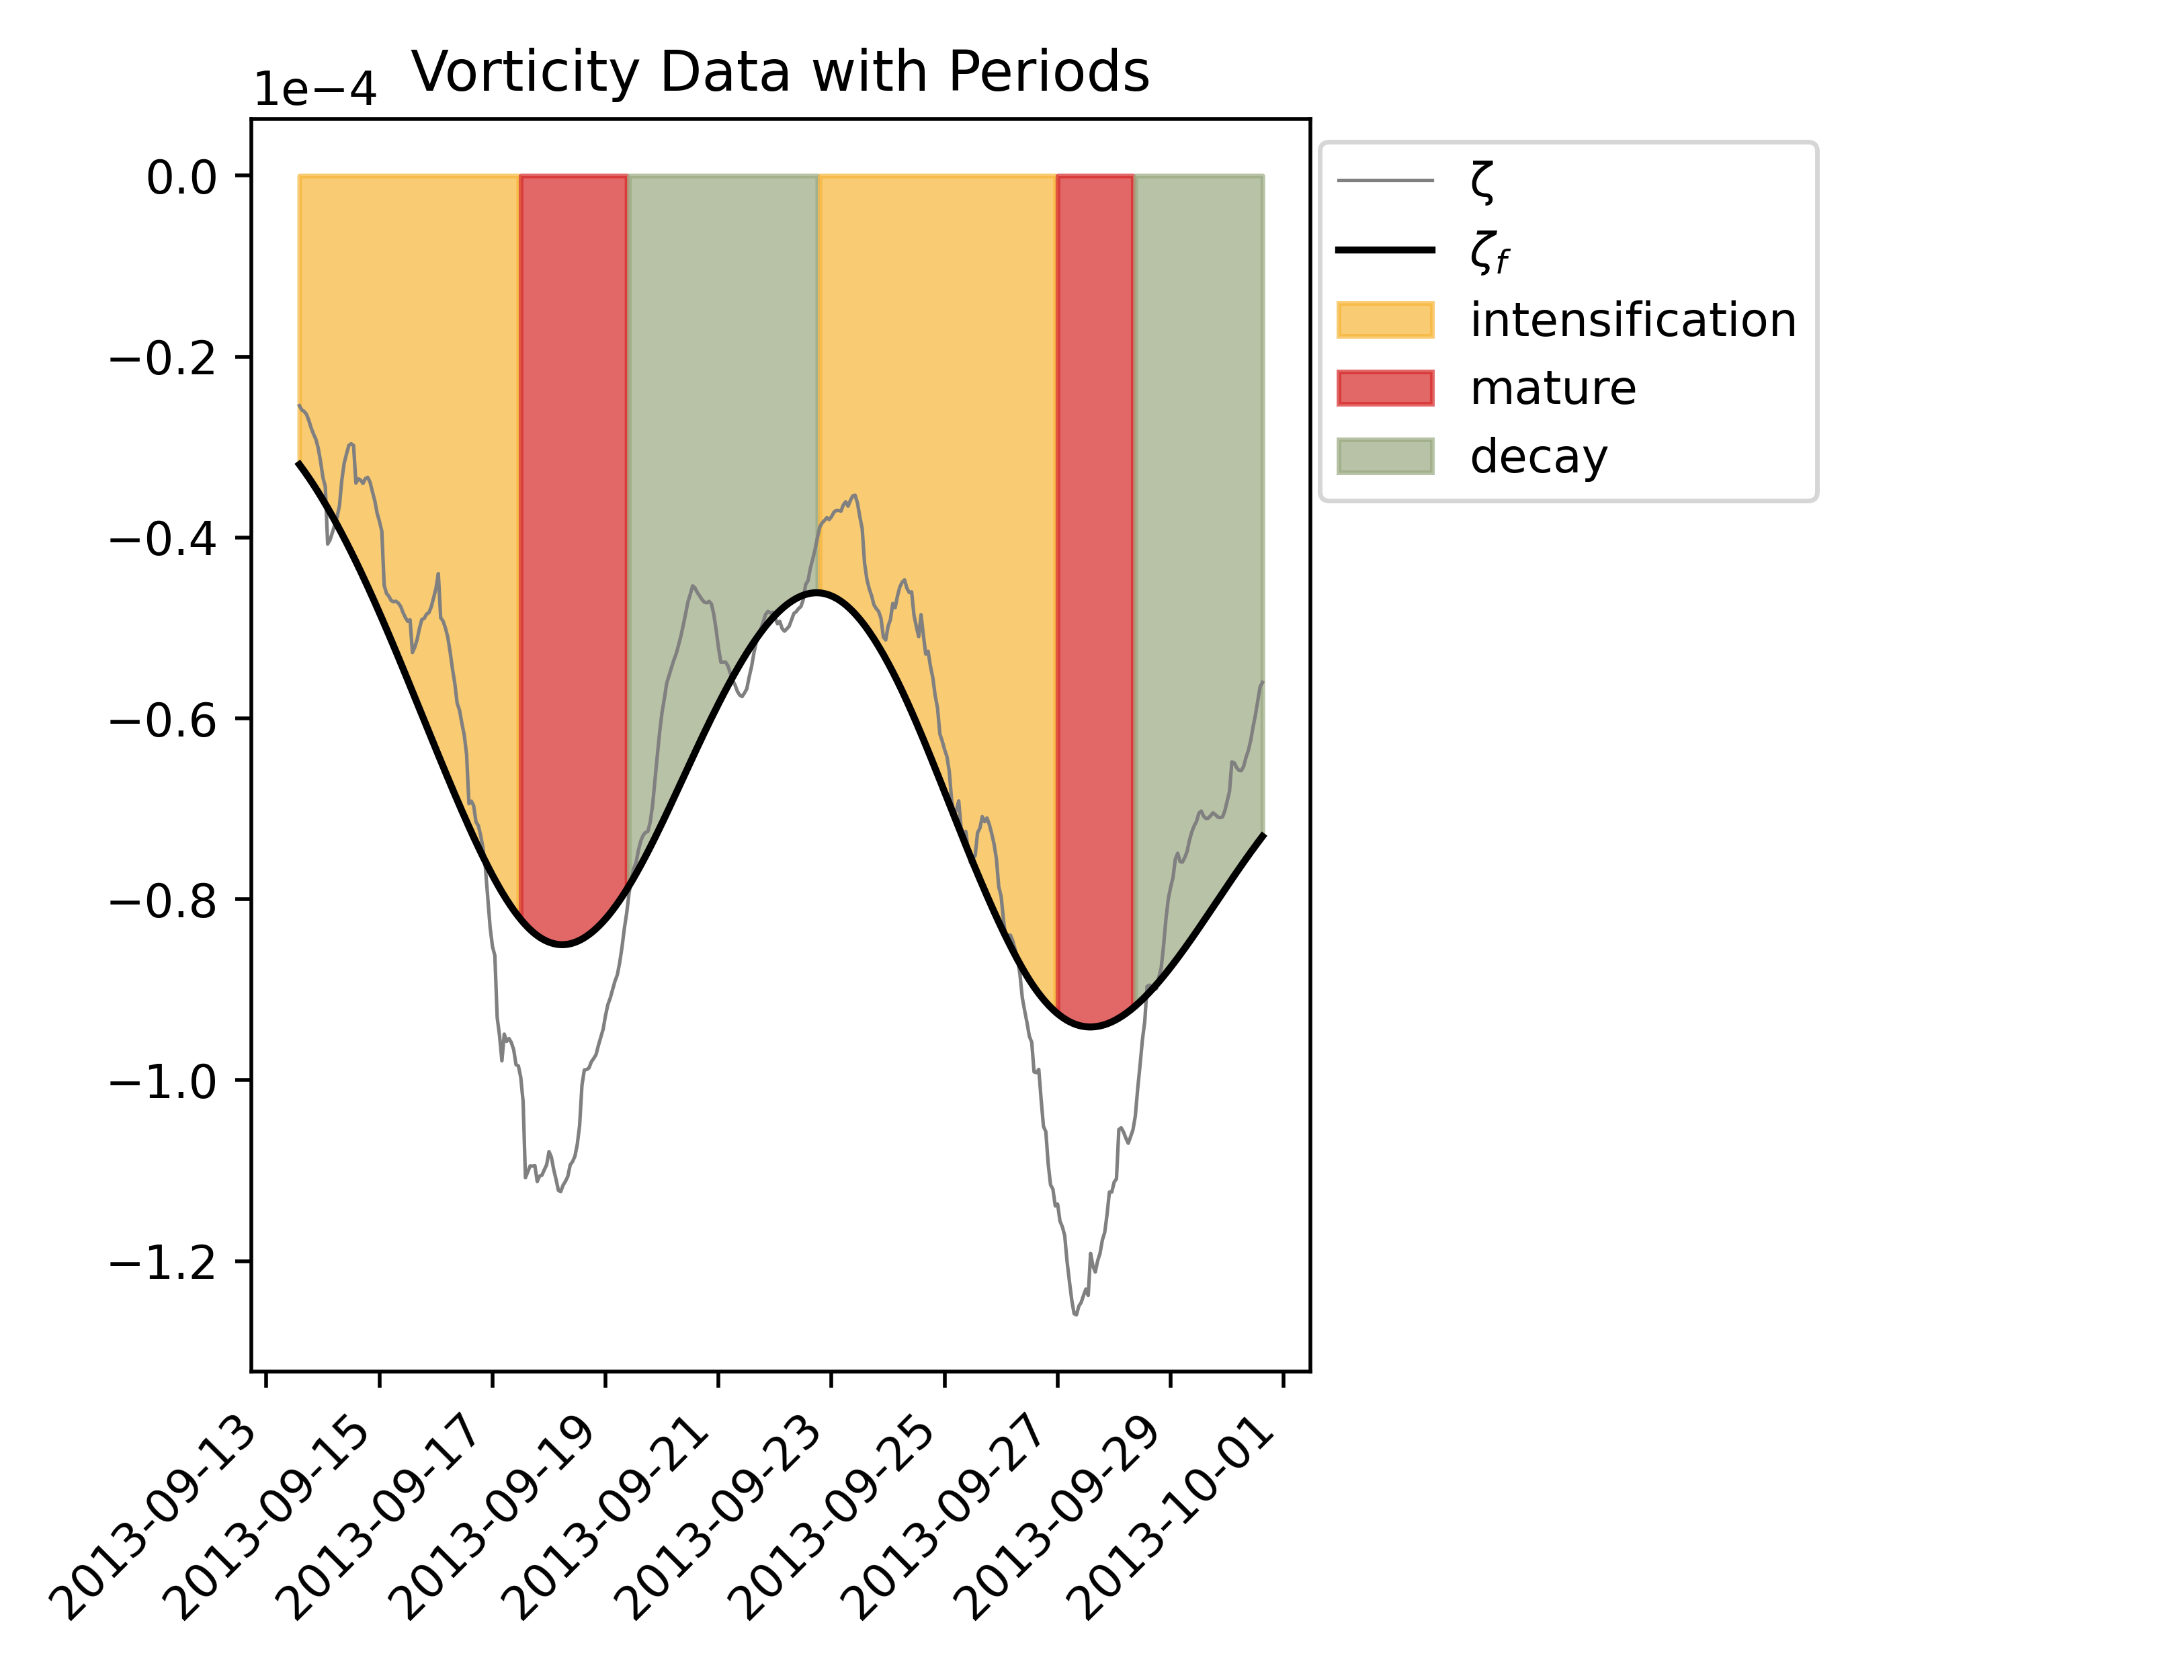 Vorticity Data with Periods
1e−4
0.0
−0.2
−0.4
−0.6
−0.8
−1.0
−1.2
2013-09-13
2013-09-15
2013-09-17
2013-09-19
2013-09-21
2013-09-23
2013-09-25
2013-09-27
2013-09-29
2013-10-01
ζ
ζf
intensification
mature
decay